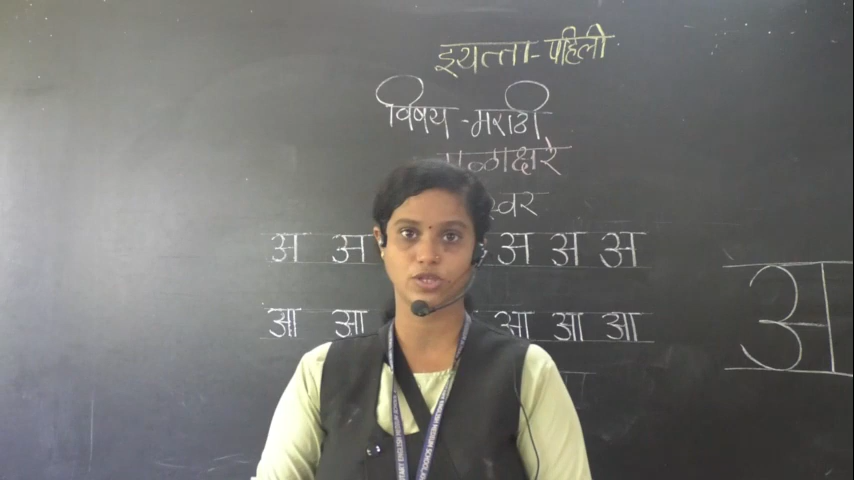 इयत्ता - पहिली
विषय - मराठी
स्वर
अ अ अ अ अ
आ आ आ आ आ
अ